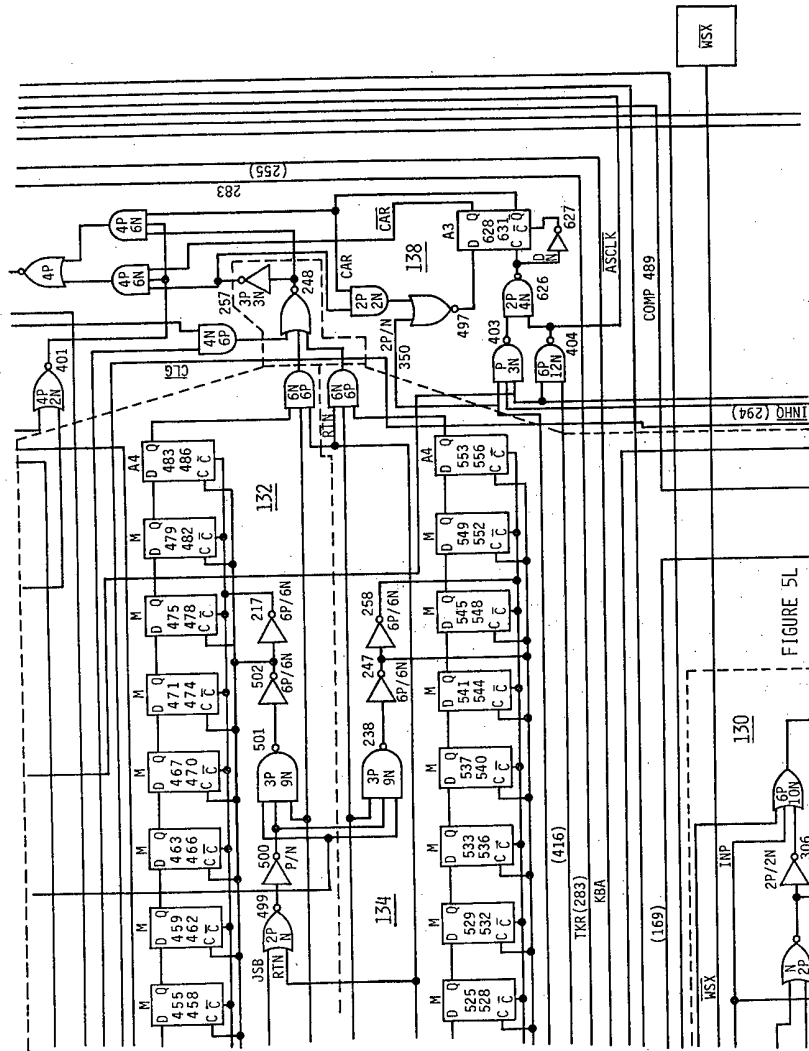 WSX
(255)
283
4P
6N
4P
4P
6N
257
3P
3N
248
CAR
CAR
138
A3
D Q
628
631
C C Q
627
D
N
2P
2N
497
2P/N
350
2P
4N
626
403
P
3N
404
6P
12N
ASCLK
COMP 489
INHQ (294)
401
4P
2N
4N
6P
CLG
6N
6P
RTN
6N
6P
A4
D Q
483
486
C C
132
M
D Q
479
482
C C
M
D Q
475
478
C C
M
D Q
471
474
C C
M
D Q
467
470
C C
M
D Q
463
466
C C
M
D Q
459
462
C C
M
D Q
455
458
C C
217
6P/6N
502
6P/6N
501
3P
9N
500
P/N
499
2P
N
JSB
RTN
134
258
6P/6N
247
6P/6N
238
3P
9N
A4
D Q
553
556
C C
M
D Q
549
552
C C
M
D Q
545
548
C C
M
D Q
541
544
C C
M
D Q
537
540
C C
M
D Q
533
536
C C
M
D Q
529
532
C C
M
D Q
525
528
C C
(416)
TKR(283)
KBA
(169)
FIGURE 5L
130
WSX
INP
6P
10N
2P/2N
306
N
2P